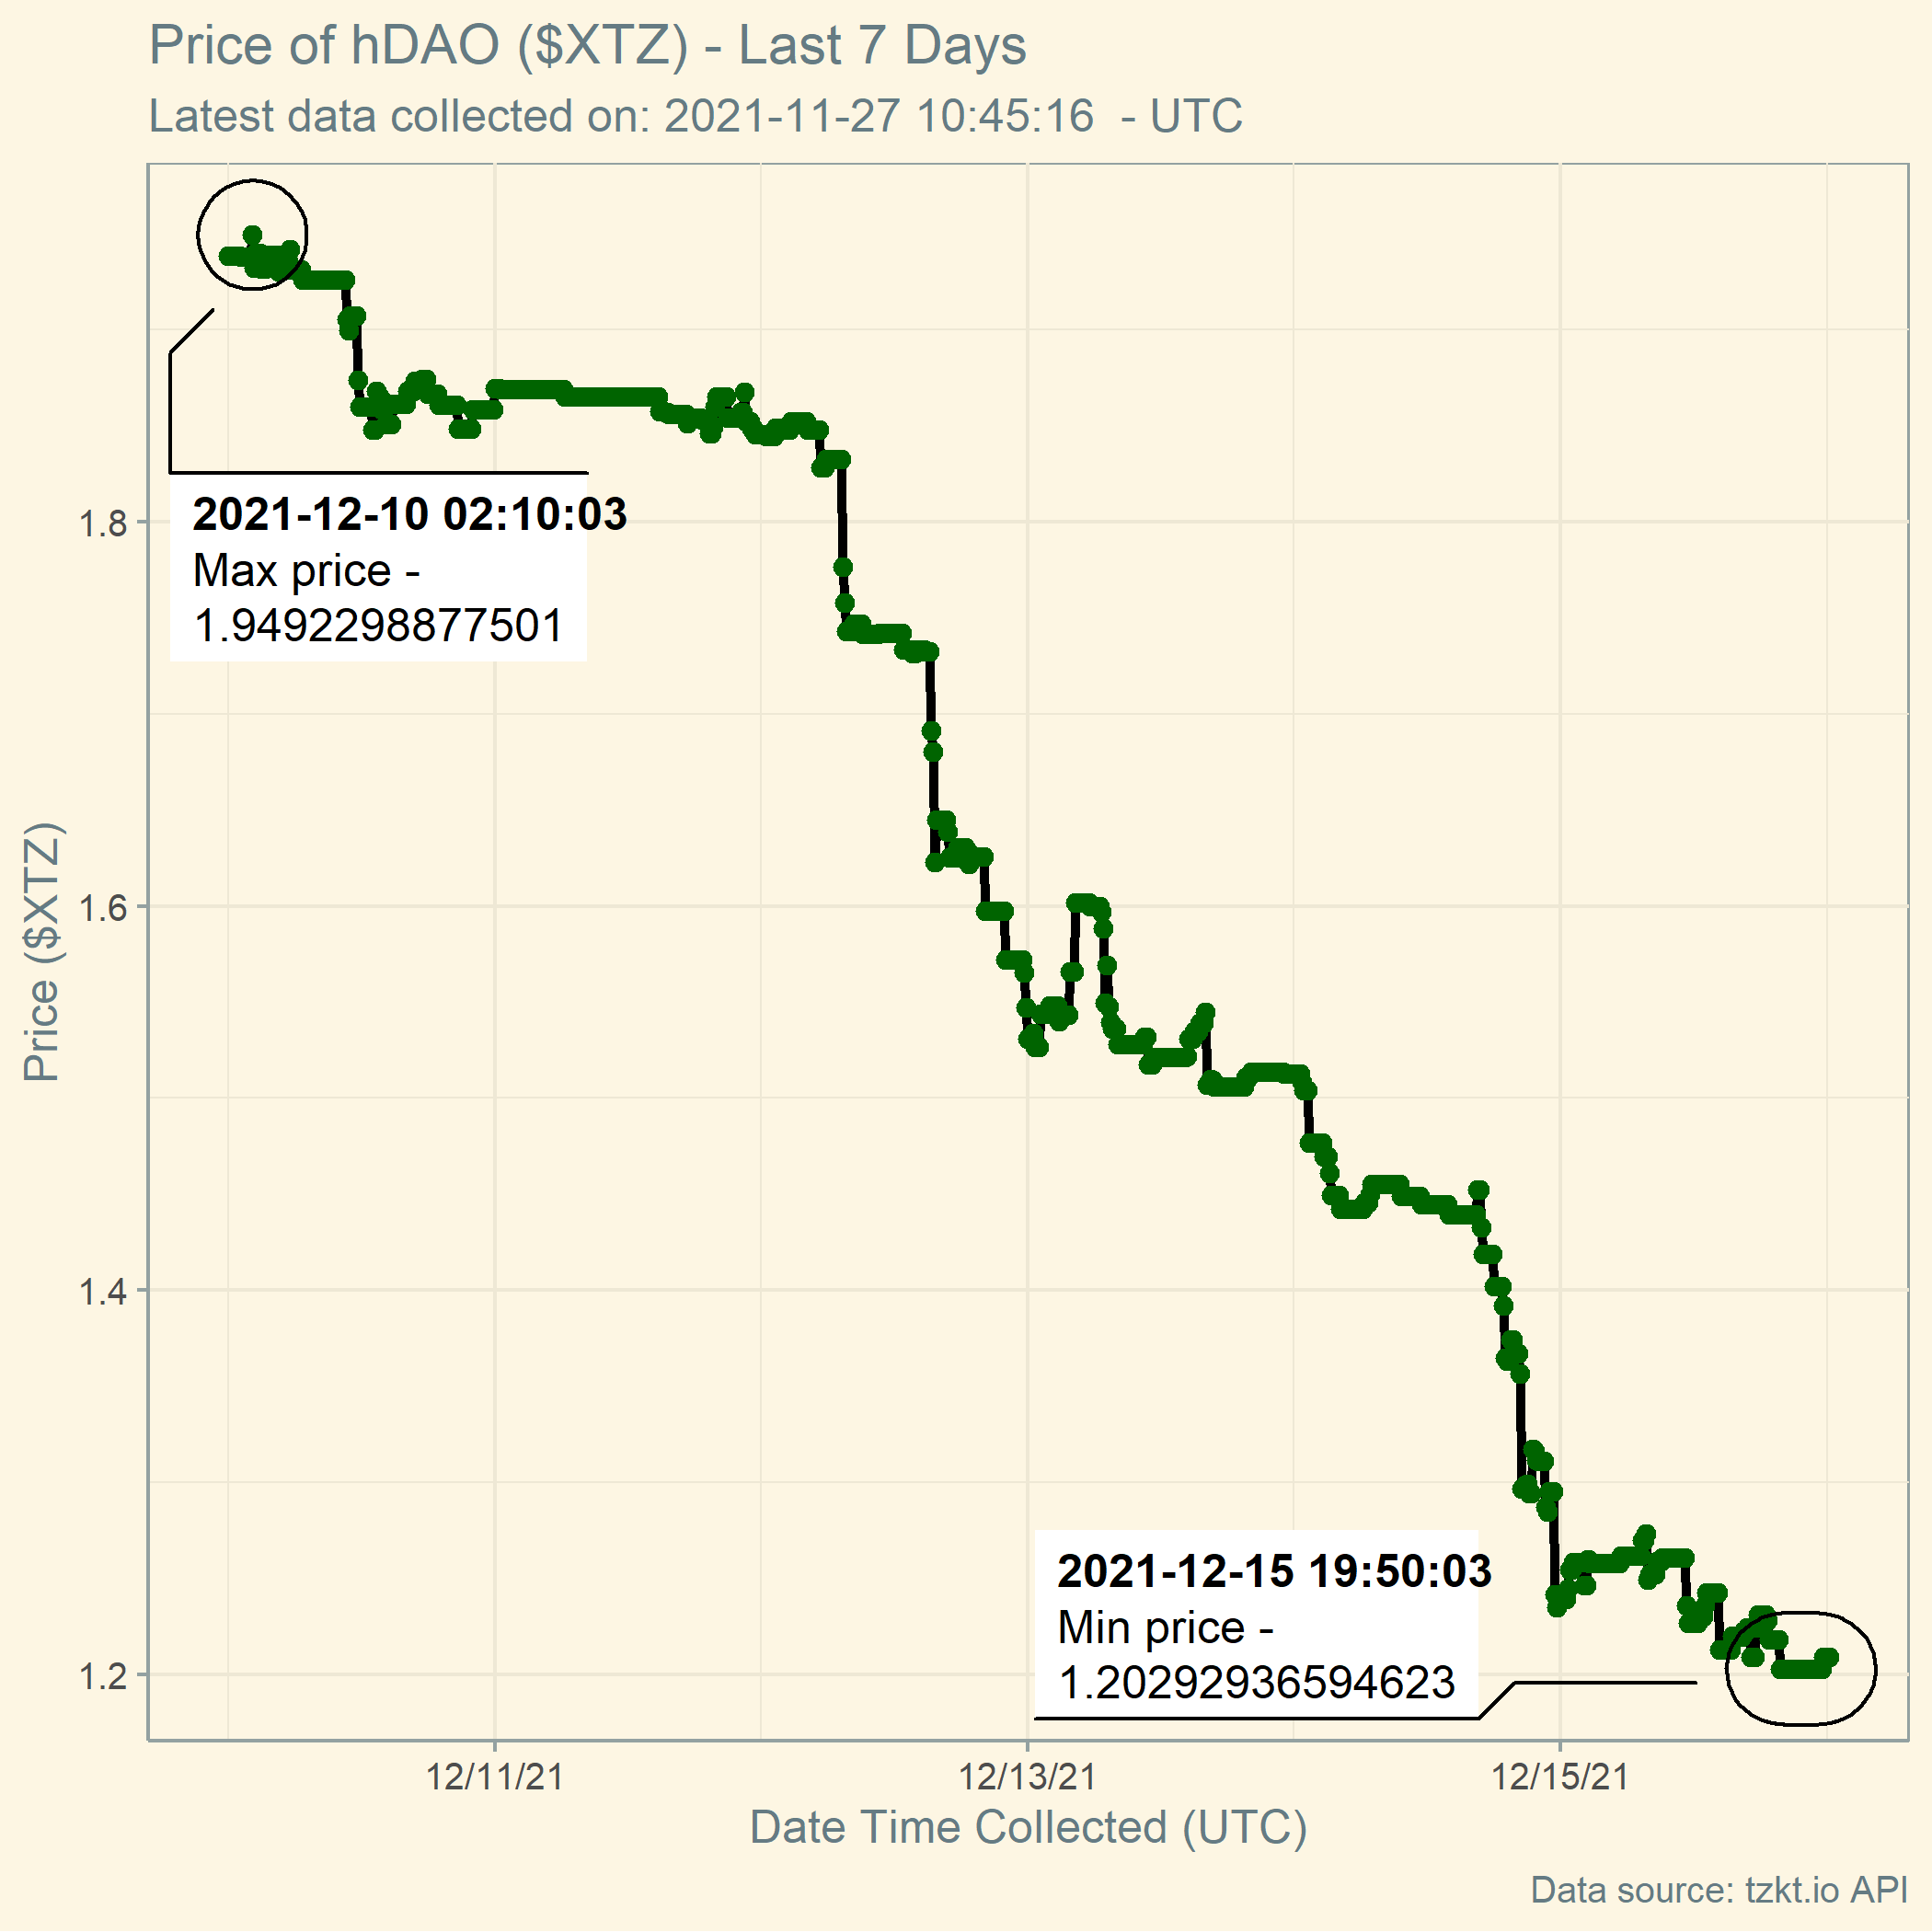 Price of hDAO ($XTZ) - Last 7 Days
Latest data collected on: 2021-11-27 10:45:16  - UTC
Price ($XTZ)
1.8
1.6
1.4
1.2
2021-12-10 02:10:03
Max price -
1.9492298877501
2021-12-15 19:50:03
Min price -
1.20292936594623
12/11/21
12/13/21
12/15/21
Date Time Collected (UTC)
Data source: tzkt.io API